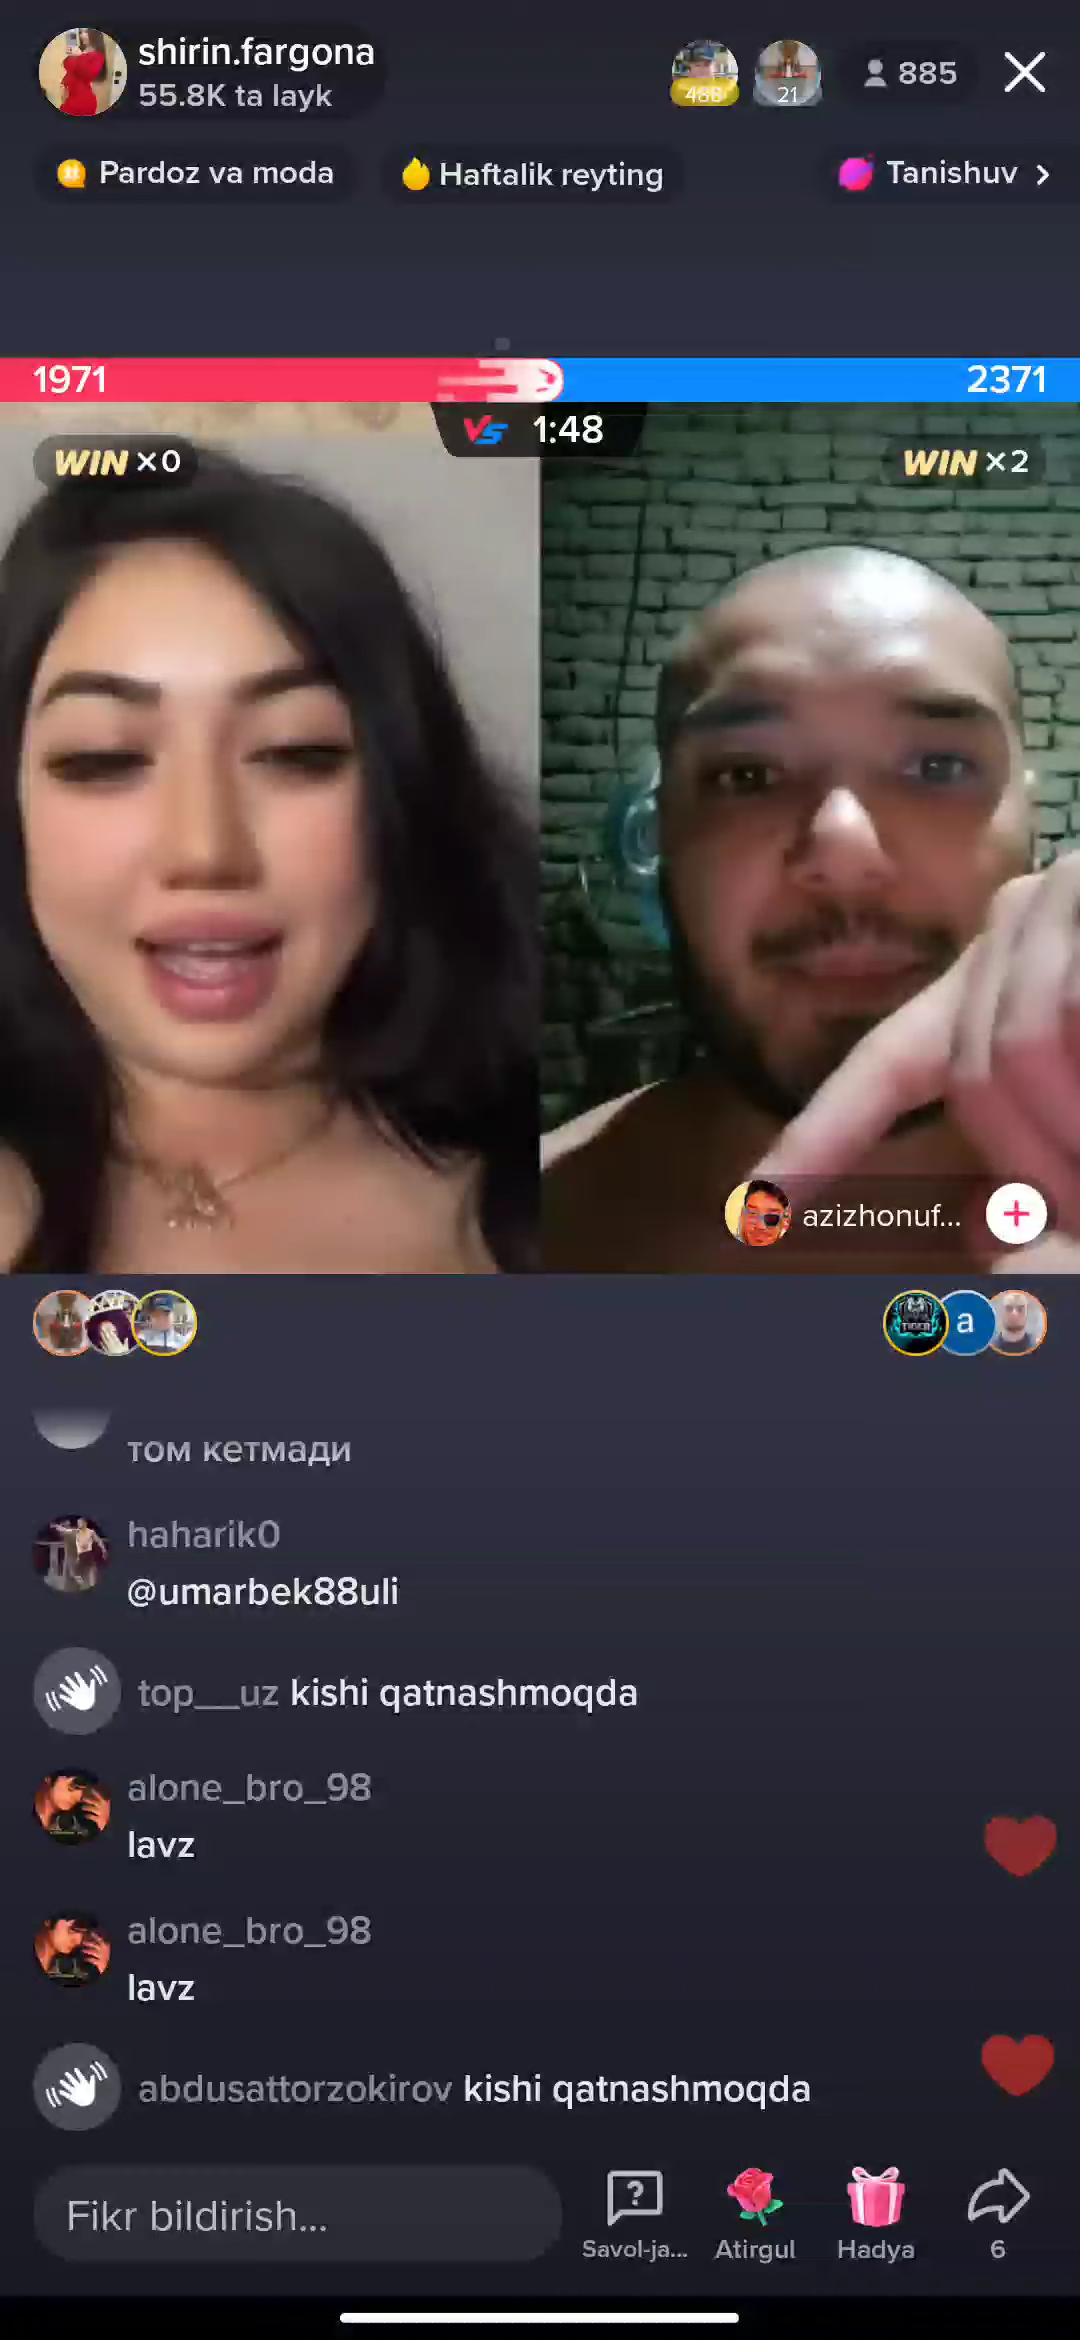 shirin.fargona
55.8K ta layk
488
21
885
Pardoz va moda
Haftalik reyting
Tanishuv
1971
2371
VS 1:48
WIN ×0
WIN ×2
azizhonuf...
TIGER
a
том кетмади
haharik0
@umarbek88uli
top__uz kishi qatnashmoqda
alone_bro_98
lavz
alone_bro_98
lavz
abdusattorzokirov kishi qatnashmoqda
Fikr bildirish...
Savol-ja...
Atirgul
Hadya
6